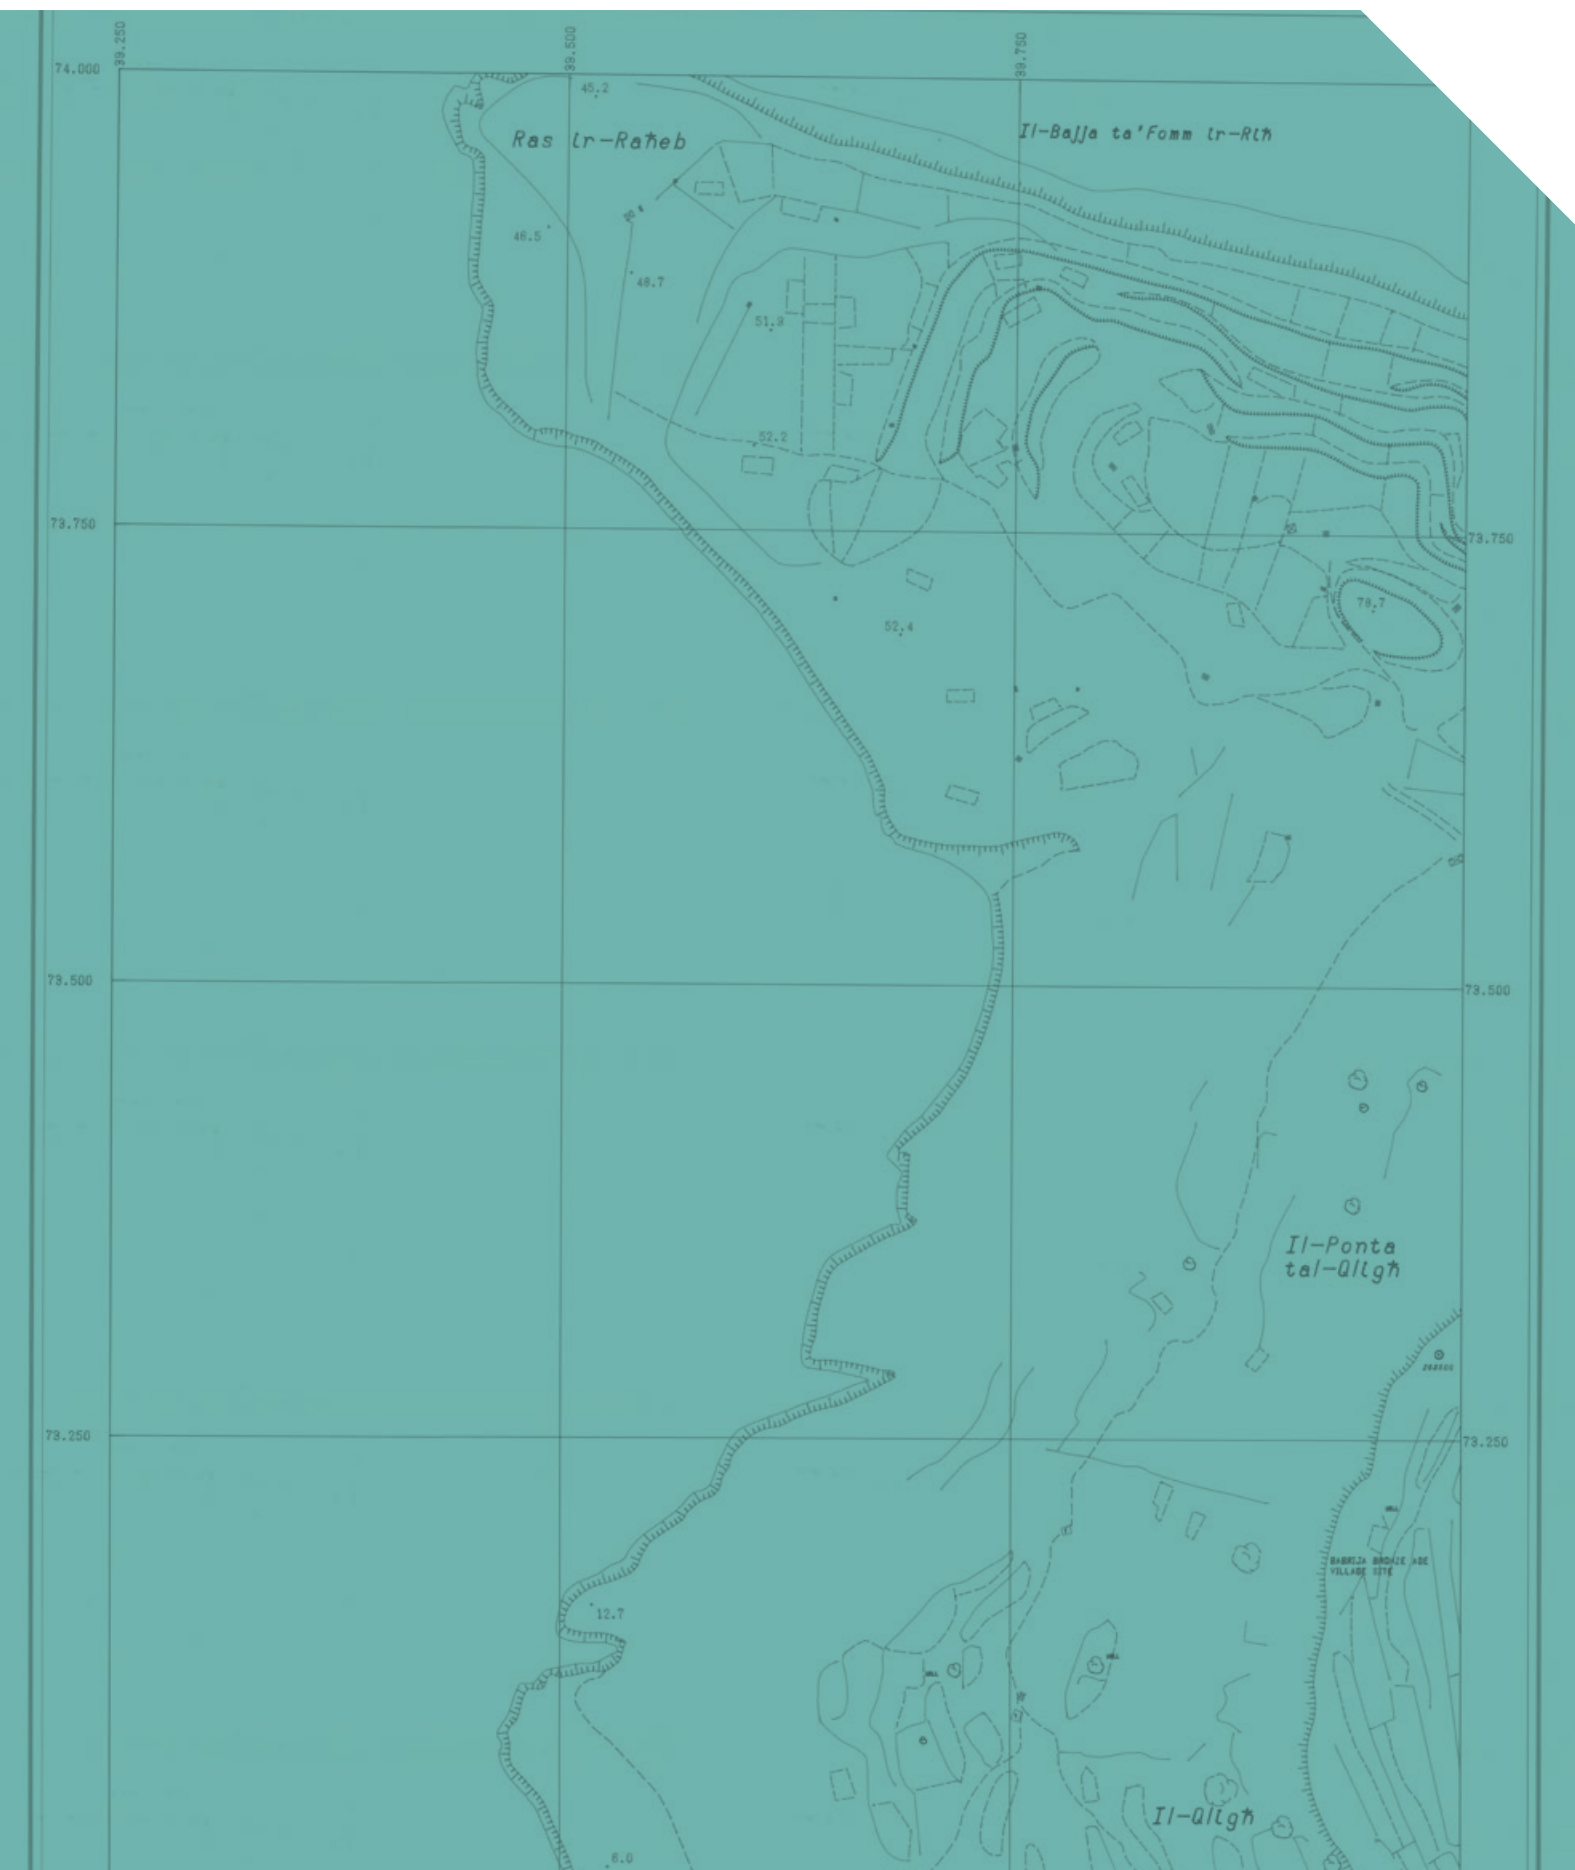 39.250
39.500
39.750
74.000
45.2
Ras ir-Raħeb
Il-Bajja ta'Fomm ir-Riħ
46.5
48.7
51.9
52.2
73.750
73.750
78.7
52.4
73.500
73.500
Il-Ponta
tal-Qligħ
73.250
73.250
BABRIJA BRONZE AGE
VILLAGE SITE
12.7
Il-Qligħ
6.0